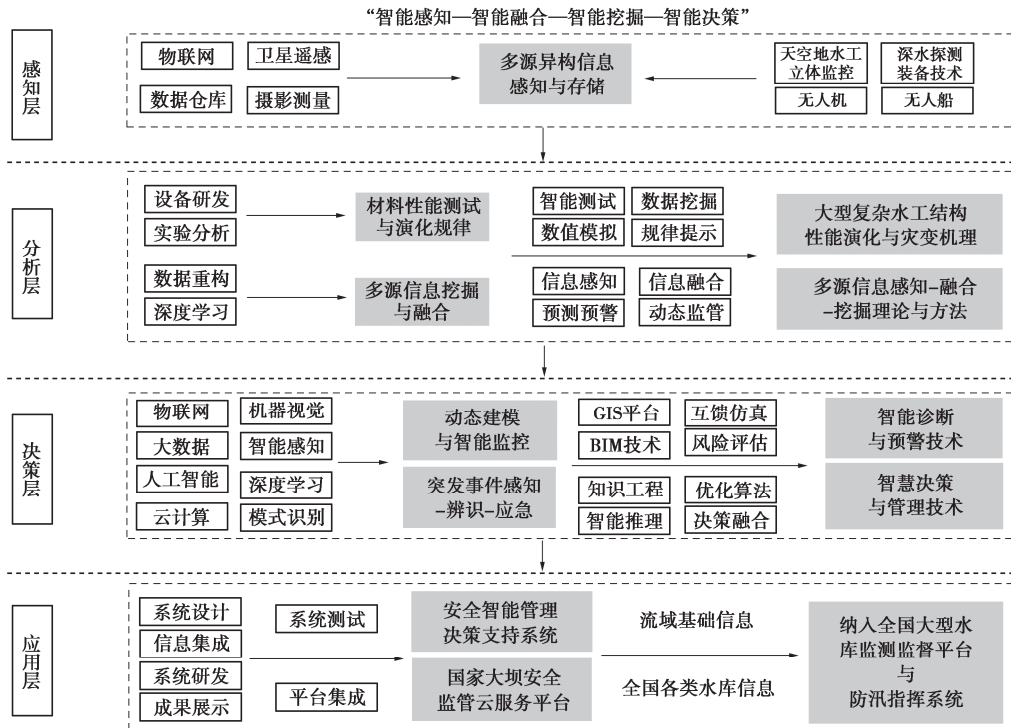 “智能感知—智能融合—智能挖掘—智能决策”
感知层
物联网
卫星遥感
数据仓库
摄影测量
多源异构信息
感知与存储
天空地水工
立体监控
深水探测
装备技术
无人机
无人船
分析层
设备研发
实验分析
数据重构
深度学习
材料性能测试
与演化规律
多源信息挖掘
与融合
智能测试
数据挖掘
数值模拟
规律提示
信息感知
信息融合
预测预警
动态监管
大型复杂水工结构
性能演化与灾变机理
多源信息感知–融合
–挖掘理论与方法
决策层
物联网
机器视觉
大数据
智能感知
人工智能
深度学习
云计算
模式识别
动态建模
与智能监控
突发事件感知
–辨识–应急
GIS平台
互馈仿真
BIM技术
风险评估
知识工程
优化算法
智能推理
决策融合
智能诊断
与预警技术
智慧决策
与管理技术
应用层
系统设计
信息集成
系统研发
成果展示
系统测试
平台集成
安全智能管理
决策支持系统
国家大坝安全
监管云服务平台
流域基础信息
全国各类水库信息
纳入全国大型水
库监测监督平台
与
防汛指挥系统